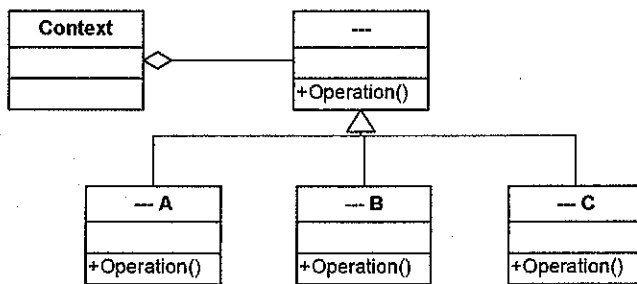 Context
---
+Operation()
--- A
--- B
--- C
+Operation()
+Operation()
+Operation()